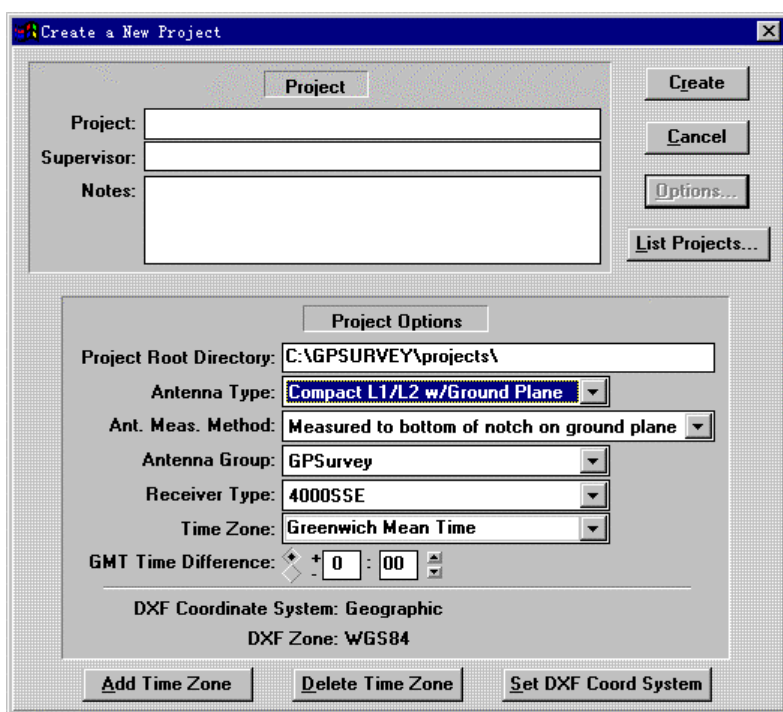 Create a New Project
Project
Create
Project:
Cancel
Supervisor:
Notes:
Options...
List Projects...
Project Options
Project Root Directory: C:\GPSURVEY\projects\
Antenna Type: Compact L1/L2 w/Ground Plane
Ant. Meas. Method: Measured to bottom of notch on ground plane
Antenna Group: GPSurvey
Receiver Type: 4000SSE
Time Zone: Greenwich Mean Time
GMT Time Difference: + - 0 : 00
DXF Coordinate System: Geographic
DXF Zone: WGS84
Add Time Zone Delete Time Zone Set DXF Coord System